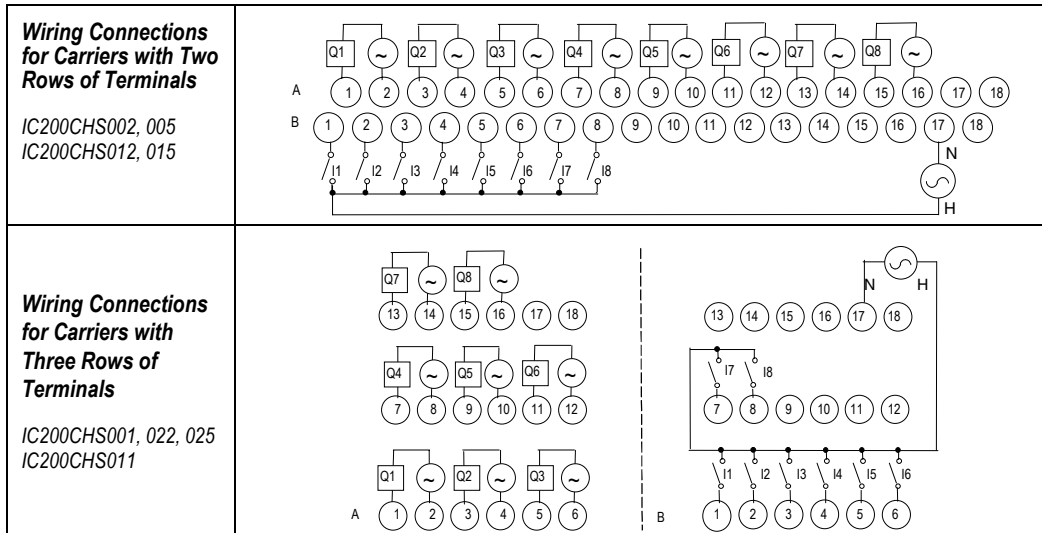 Wiring Connections
for Carriers with Two
Rows of Terminals
IC200CHS002, 005
IC200CHS012, 015
Q1 ~ Q2 ~ Q3 ~ Q4 ~ Q5 ~ Q6 ~ Q7 ~ Q8 ~
A 1 2 3 4 5 6 7 8 9 10 11 12 13 14 15 16 17 18
B 1 2 3 4 5 6 7 8 9 10 11 12 13 14 15 16 17 18
I1 I2 I3 I4 I5 I6 I7 I8
N
H
Wiring Connections
for Carriers with
Three Rows of
Terminals
IC200CHS001, 022, 025
IC200CHS011
Q7 ~ Q8 ~
13 14 15 16 17 18
Q4 ~ Q5 ~ Q6 ~
7 8 9 10 11 12
Q1 ~ Q2 ~ Q3 ~
A 1 2 3 4 5 6
N H
13 14 15 16 17 18
I7 I8
7 8 9 10 11 12
I1 I2 I3 I4 I5 I6
B 1 2 3 4 5 6